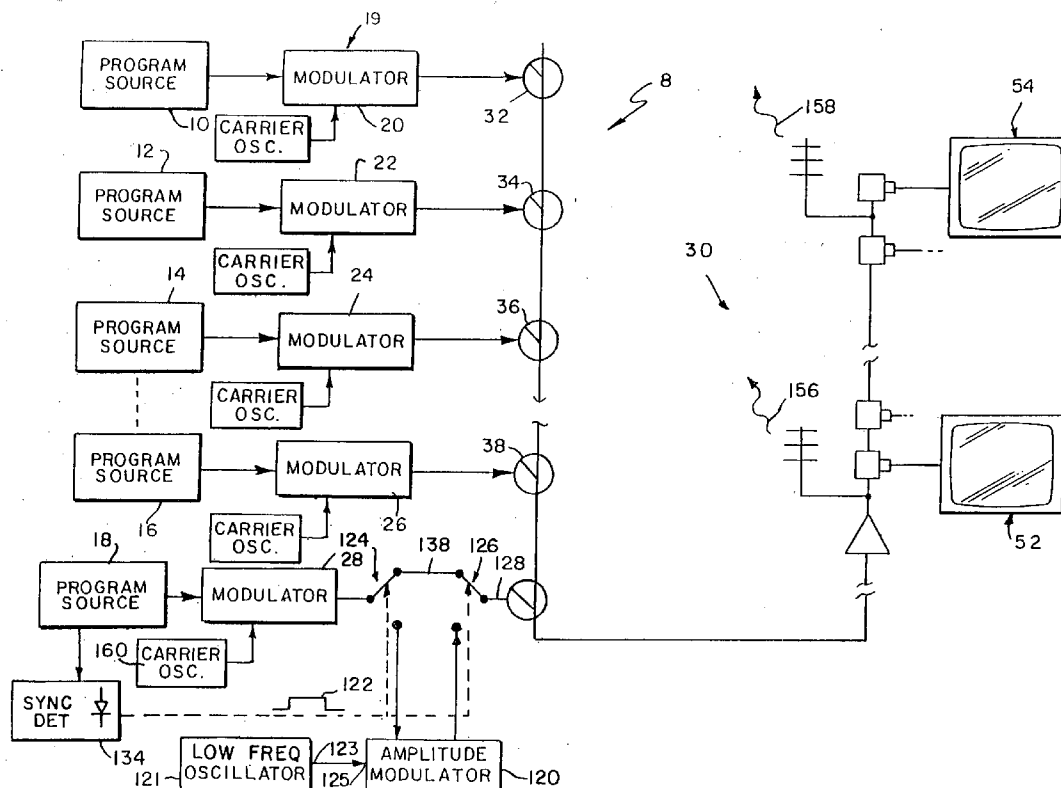 19
PROGRAM
SOURCE
10
MODULATOR
20
CARRIER
OSC.
32
8
158
54
12
PROGRAM
SOURCE
22
MODULATOR
CARRIER
OSC.
34
30
14
PROGRAM
SOURCE
24
MODULATOR
CARRIER
OSC.
36
156
PROGRAM
SOURCE
16
MODULATOR
26
CARRIER
OSC.
38
52
18
PROGRAM
SOURCE
124
28
MODULATOR
138
126
128
160
CARRIER
OSC.
SYNC
DET
134
122
LOW FREQ
OSCILLATOR
121
123
125
AMPLITUDE
MODULATOR
120